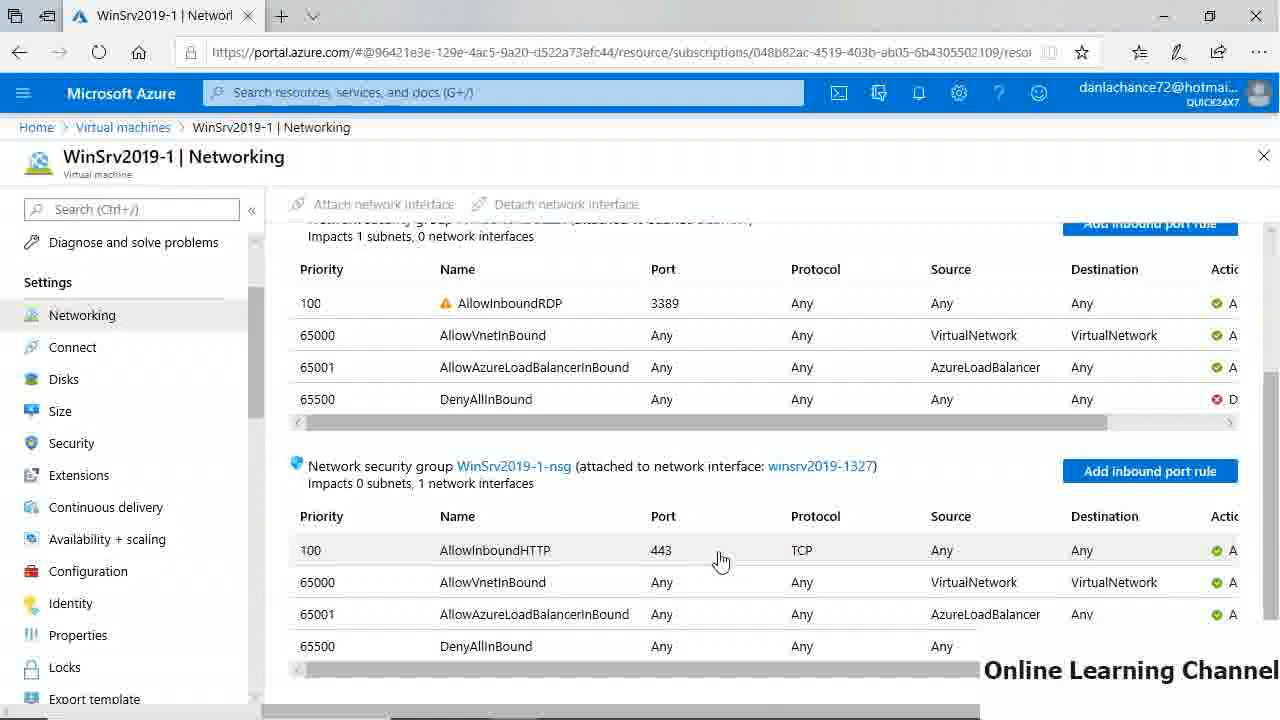 WinSrv2019-1 | Networl
https://portal.azure.com/#@96421e3e-129e-4ac5-9a20-d522a73efc44/resource/subscriptions/048b82ac-4519-403b-ab05-6b4305502109/resou
Microsoft Azure
Search resources, services, and docs (G+/)
danlachance72@hotmai...
QUICK24X7
Home > Virtual machines > WinSrv2019-1 | Networking
WinSrv2019-1 | Networking
Virtual machine
Search (Ctrl+/)
«
Attach network interface
Detach network interface
Diagnose and solve problems
Settings
Networking
Connect
Disks
Size
Security
Extensions
Continuous delivery
Availability + scaling
Configuration
Identity
Properties
Locks
Export template
Add inbound port rule
Impacts 1 subnets, 0 network interfaces
Priority Name Port Protocol Source Destination Actic
100 AllowInboundRDP 3389 Any Any Any A
65000 AllowVnetInBound Any Any VirtualNetwork VirtualNetwork A
65001 AllowAzureLoadBalancerInBound Any Any AzureLoadBalancer Any A
65500 DenyAllInBound Any Any Any Any D
Network security group WinSrv2019-1-nsg (attached to network interface: winsrv2019-1327)
Impacts 0 subnets, 1 network interfaces
Add inbound port rule
Priority Name Port Protocol Source Destination Actic
100 AllowInboundHTTP 443 TCP Any Any A
65000 AllowVnetInBound Any Any VirtualNetwork VirtualNetwork A
65001 AllowAzureLoadBalancerInBound Any Any AzureLoadBalancer Any A
65500 DenyAllInBound Any Any Any
Online Learning Channel